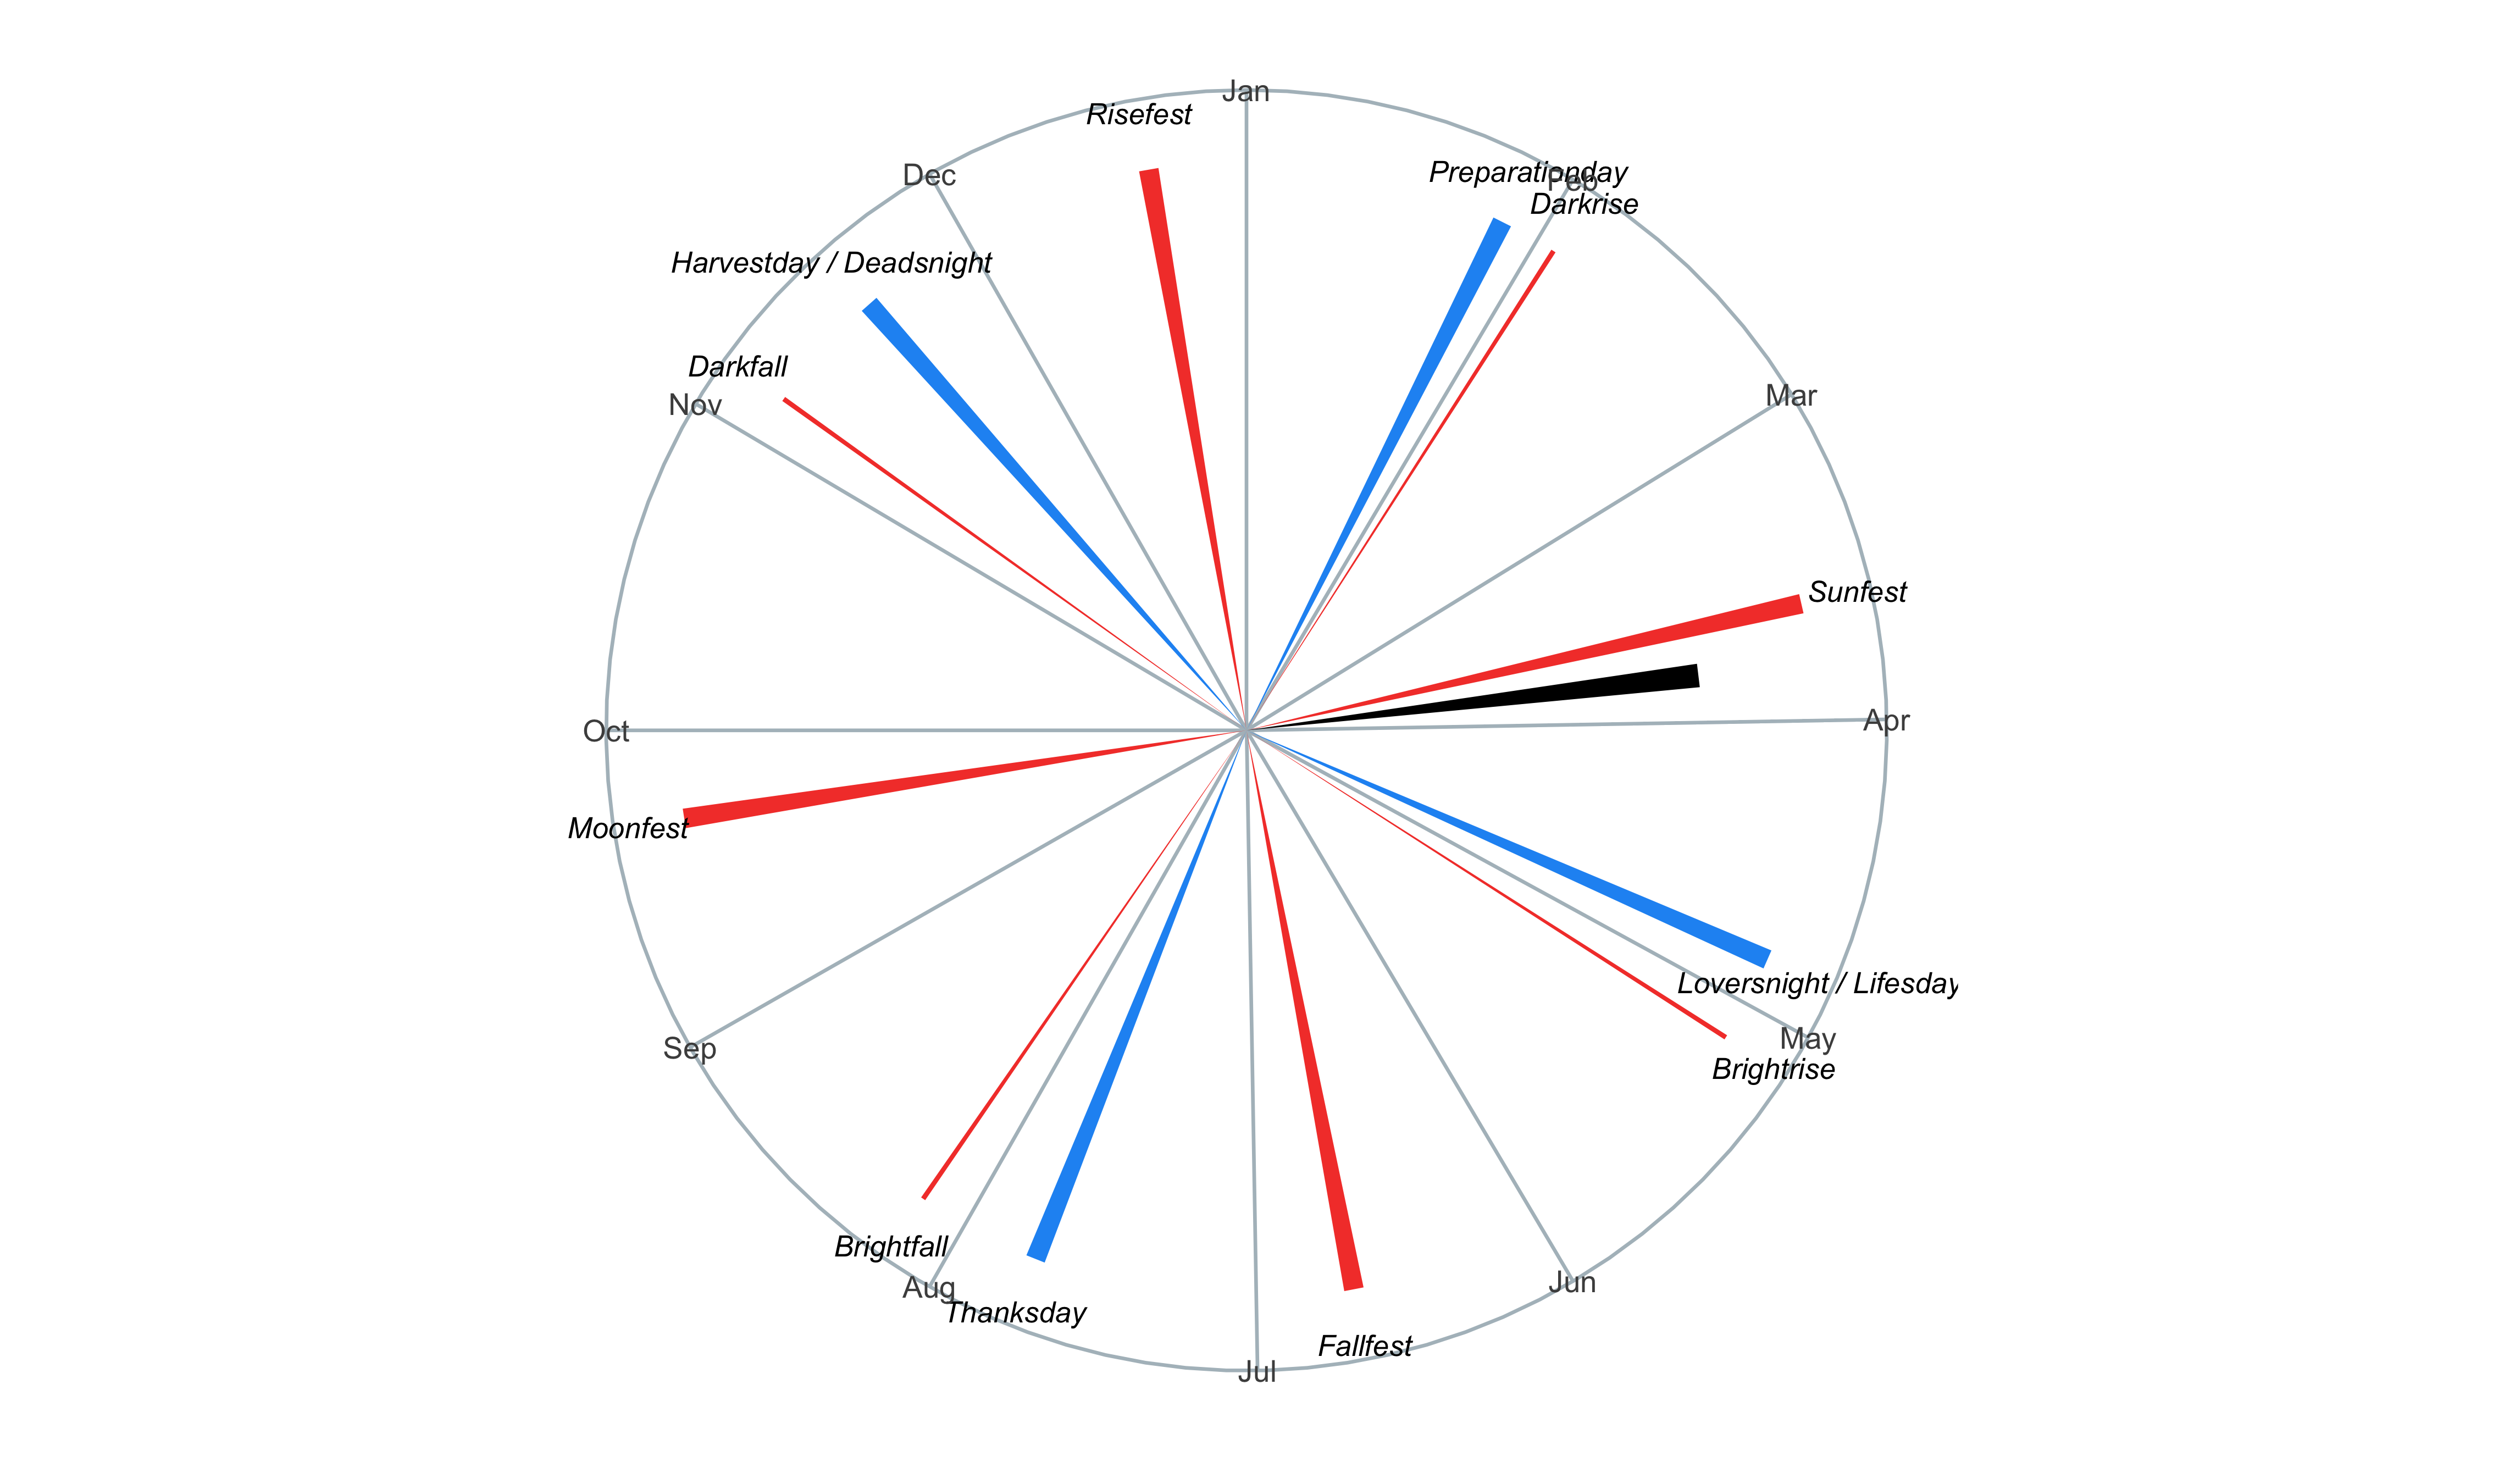 Jan
Risefest
Preparationday
Feb
Dec
Darkrise
Harvestday / Deadsnight
Darkfall
Mar
Nov
Sunfest
Apr
Oct
Moonfest
Loversnight / Lifesday
May
Sep
Brightrise
Brightfall
Jun
Aug
Thanksday
Fallfest
Jul